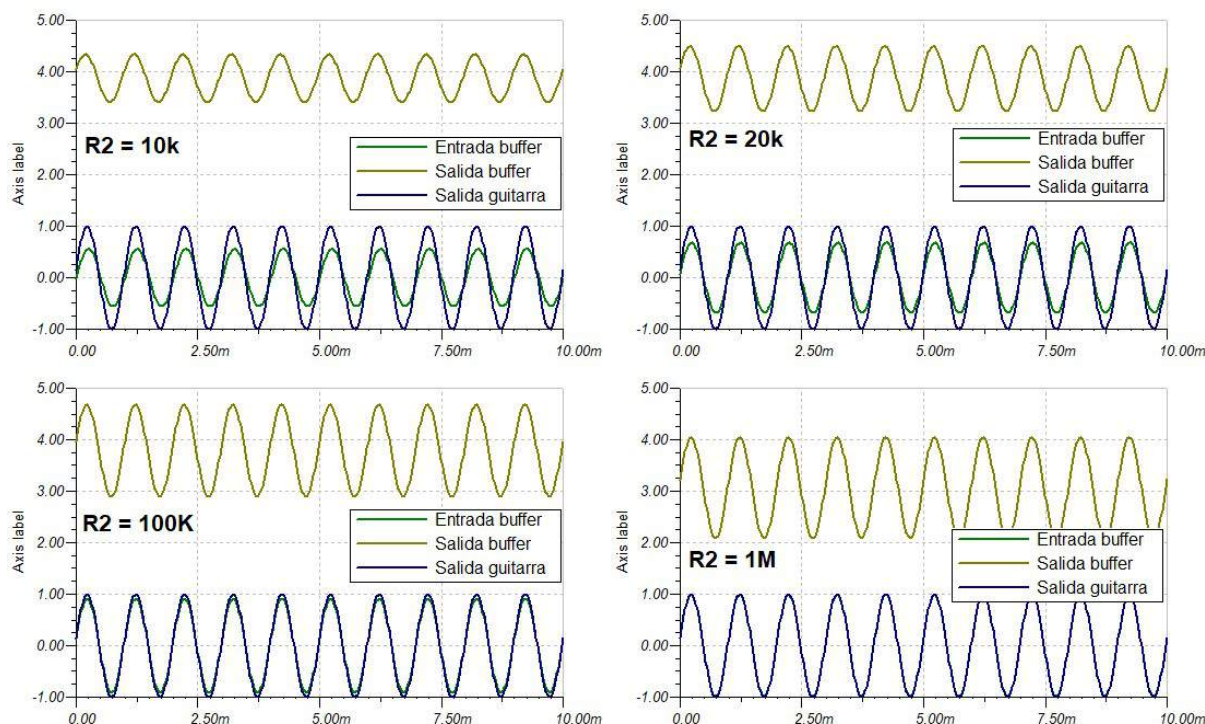 5.00
4.00
3.00
2.00
1.00
0.00
-1.00
Axis label
R2 = 10k
Entrada buffer
Salida buffer
Salida guitarra
0.00 2.50m 5.00m 7.50m 10.00m
5.00
4.00
3.00
2.00
1.00
0.00
-1.00
Axis label
R2 = 20k
Entrada buffer
Salida buffer
Salida guitarra
0.00 2.50m 5.00m 7.50m 10.00m
5.00
4.00
3.00
2.00
1.00
0.00
-1.00
Axis label
R2 = 100K
Entrada buffer
Salida buffer
Salida guitarra
0.00 2.50m 5.00m 7.50m 10.00m
5.00
4.00
3.00
2.00
1.00
0.00
-1.00
Axis label
R2 = 1M
Entrada buffer
Salida buffer
Salida guitarra
0.00 2.50m 5.00m 7.50m 10.00m